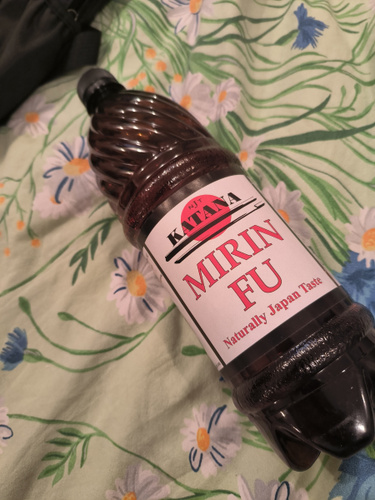 KATANA
MIRIN
FU
Naturally Japan Taste